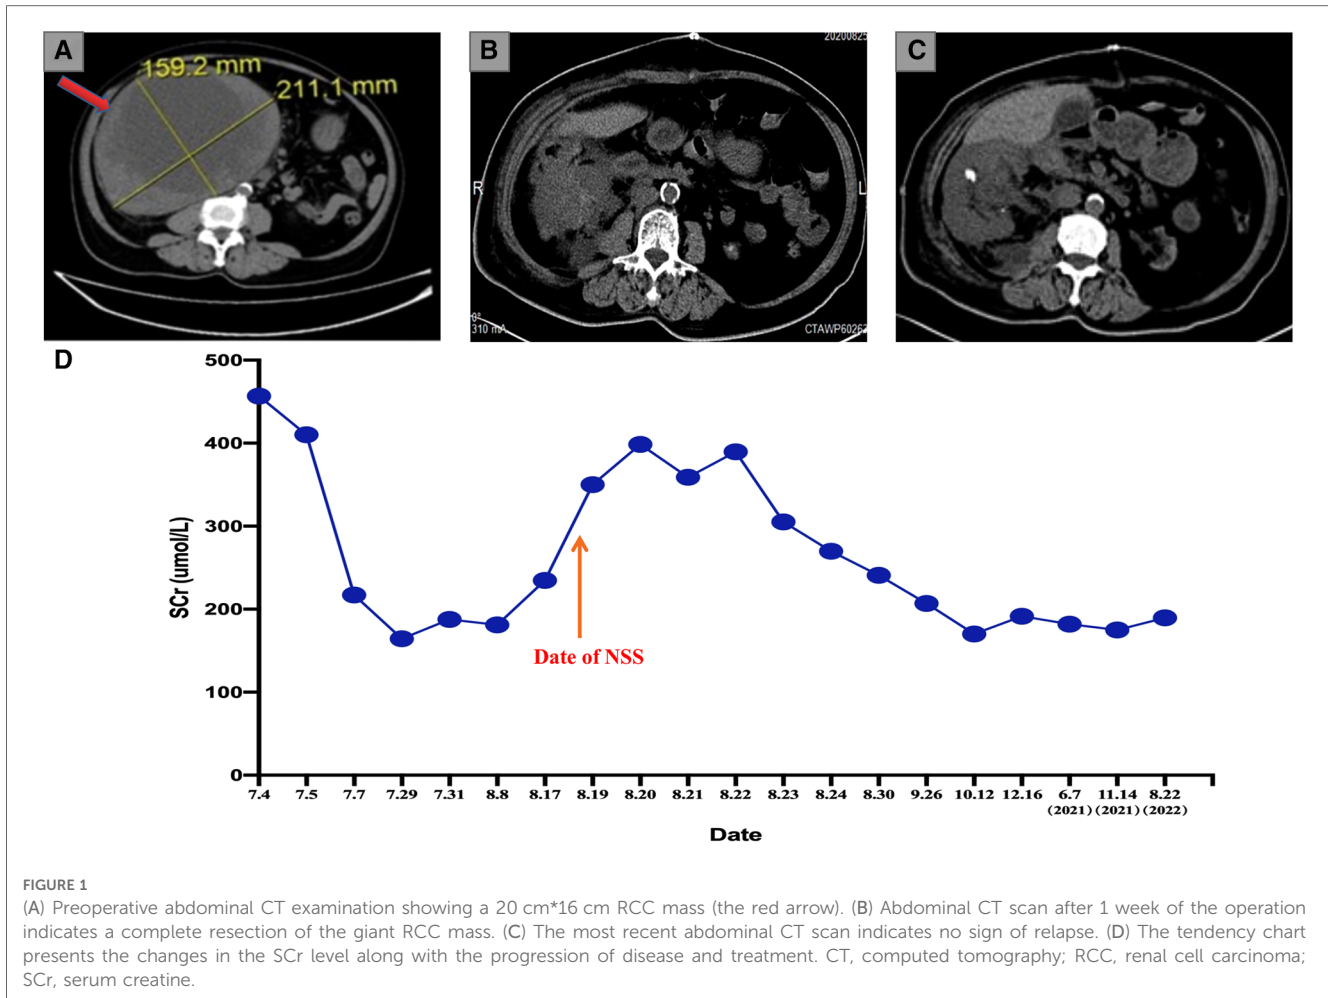 A
159.2 mm
211.1 mm
B
20200825
R
L
0°
310 mA
CTAWP60267
C
D
SCr (umol/L)
500
400
300
200
100
0
Date of NSS
7.4 7.5 7.7 7.29 7.31 8.8 8.17 8.19 8.20 8.21 8.22 8.23 8.24 8.30 9.26 10.12 12.16 6.7 11.14 8.22
(2021) (2021) (2022)
Date
FIGURE 1
(A) Preoperative abdominal CT examination showing a 20 cm*16 cm RCC mass (the red arrow). (B) Abdominal CT scan after 1 week of the operation
indicates a complete resection of the giant RCC mass. (C) The most recent abdominal CT scan indicates no sign of relapse. (D) The tendency chart
presents the changes in the SCr level along with the progression of disease and treatment. CT, computed tomography; RCC, renal cell carcinoma;
SCr, serum creatine.